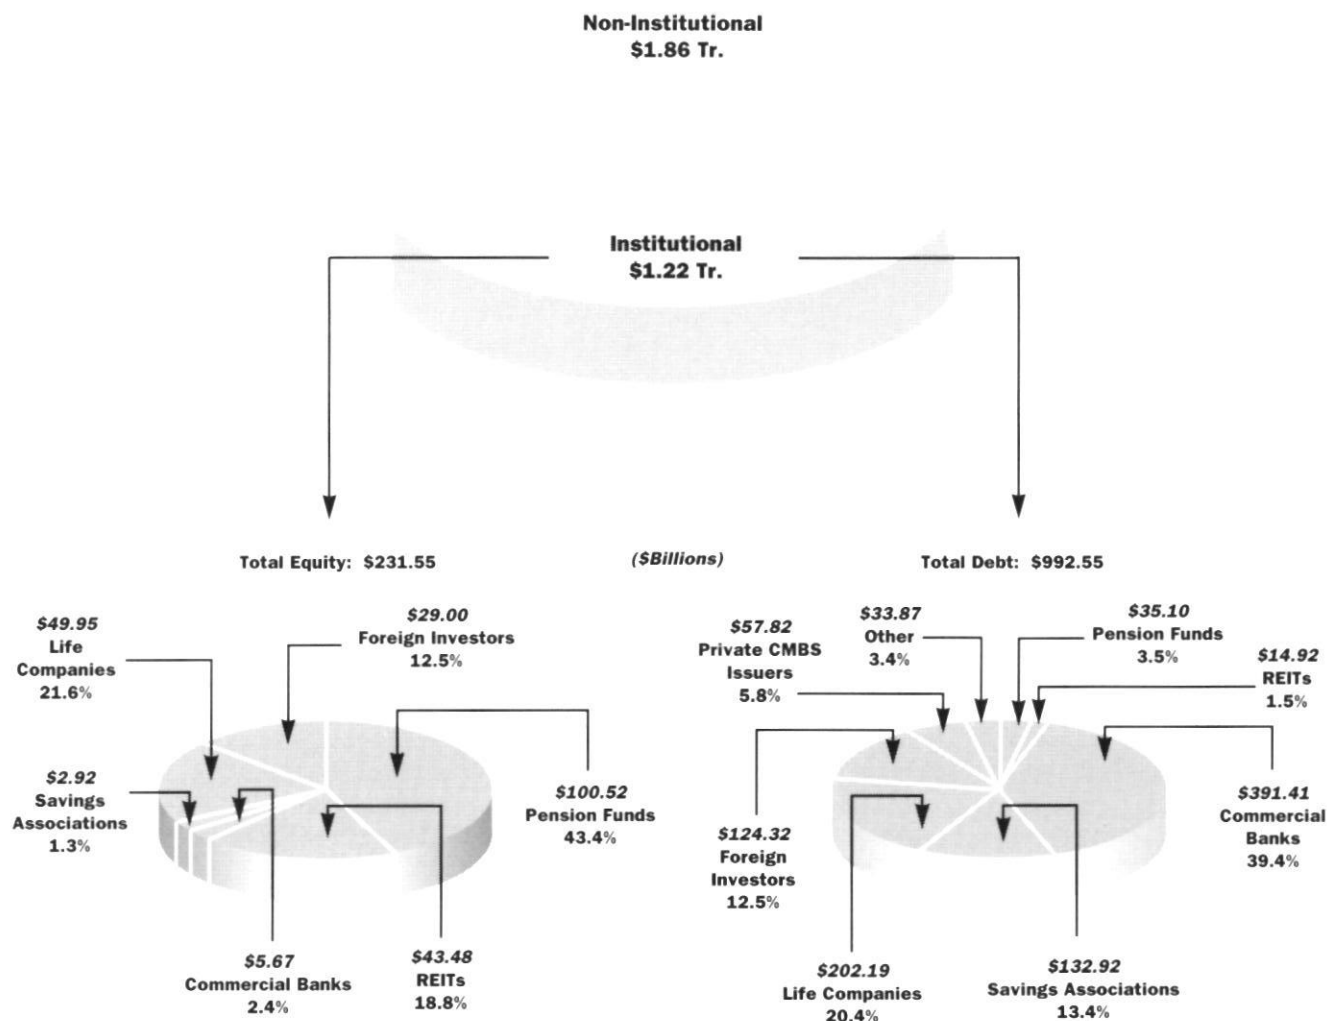 Non-Institutional
$1.86 Tr.
Institutional
$1.22 Tr.
Total Equity: $231.55
($Billions)
Total Debt: $992.55
$49.95
Life
Companies
21.6%
$29.00
Foreign Investors
12.5%
$2.92
Savings
Associations
1.3%
$100.52
Pension Funds
43.4%
$5.67
Commercial Banks
2.4%
$43.48
REITs
18.8%
$57.82
Private CMBS
Issuers
5.8%
$33.87
Other
3.4%
$35.10
Pension Funds
3.5%
$14.92
REITs
1.5%
$124.32
Foreign
Investors
12.5%
$391.41
Commercial
Banks
39.4%
$202.19
Life Companies
20.4%
$132.92
Savings Associations
13.4%